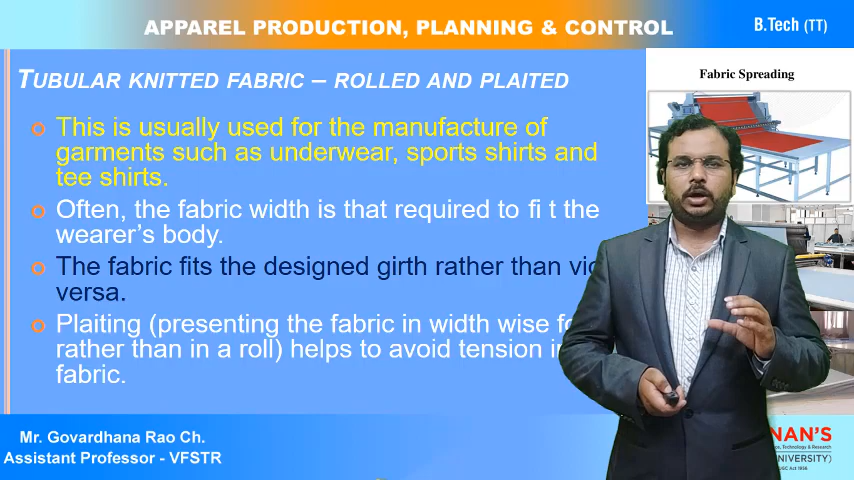 APPAREL PRODUCTION, PLANNING & CONTROL
B.Tech (TT)
TUBULAR KNITTED FABRIC – ROLLED AND PLAITED
Fabric Spreading
This is usually used for the manufacture of
garments such as underwear, sports shirts and
tee shirts.
Often, the fabric width is that required to fi t the
wearer's body.
The fabric fits the designed girth rather than
versa.
Plaiting (presenting the fabric in width wise
rather than in a roll) helps to avoid tension
fabric.
Mr. Govardhana Rao Ch.
Assistant Professor - VFSTR
NAN'S
Technology & Research
UNIVERSITY)
Act 1956